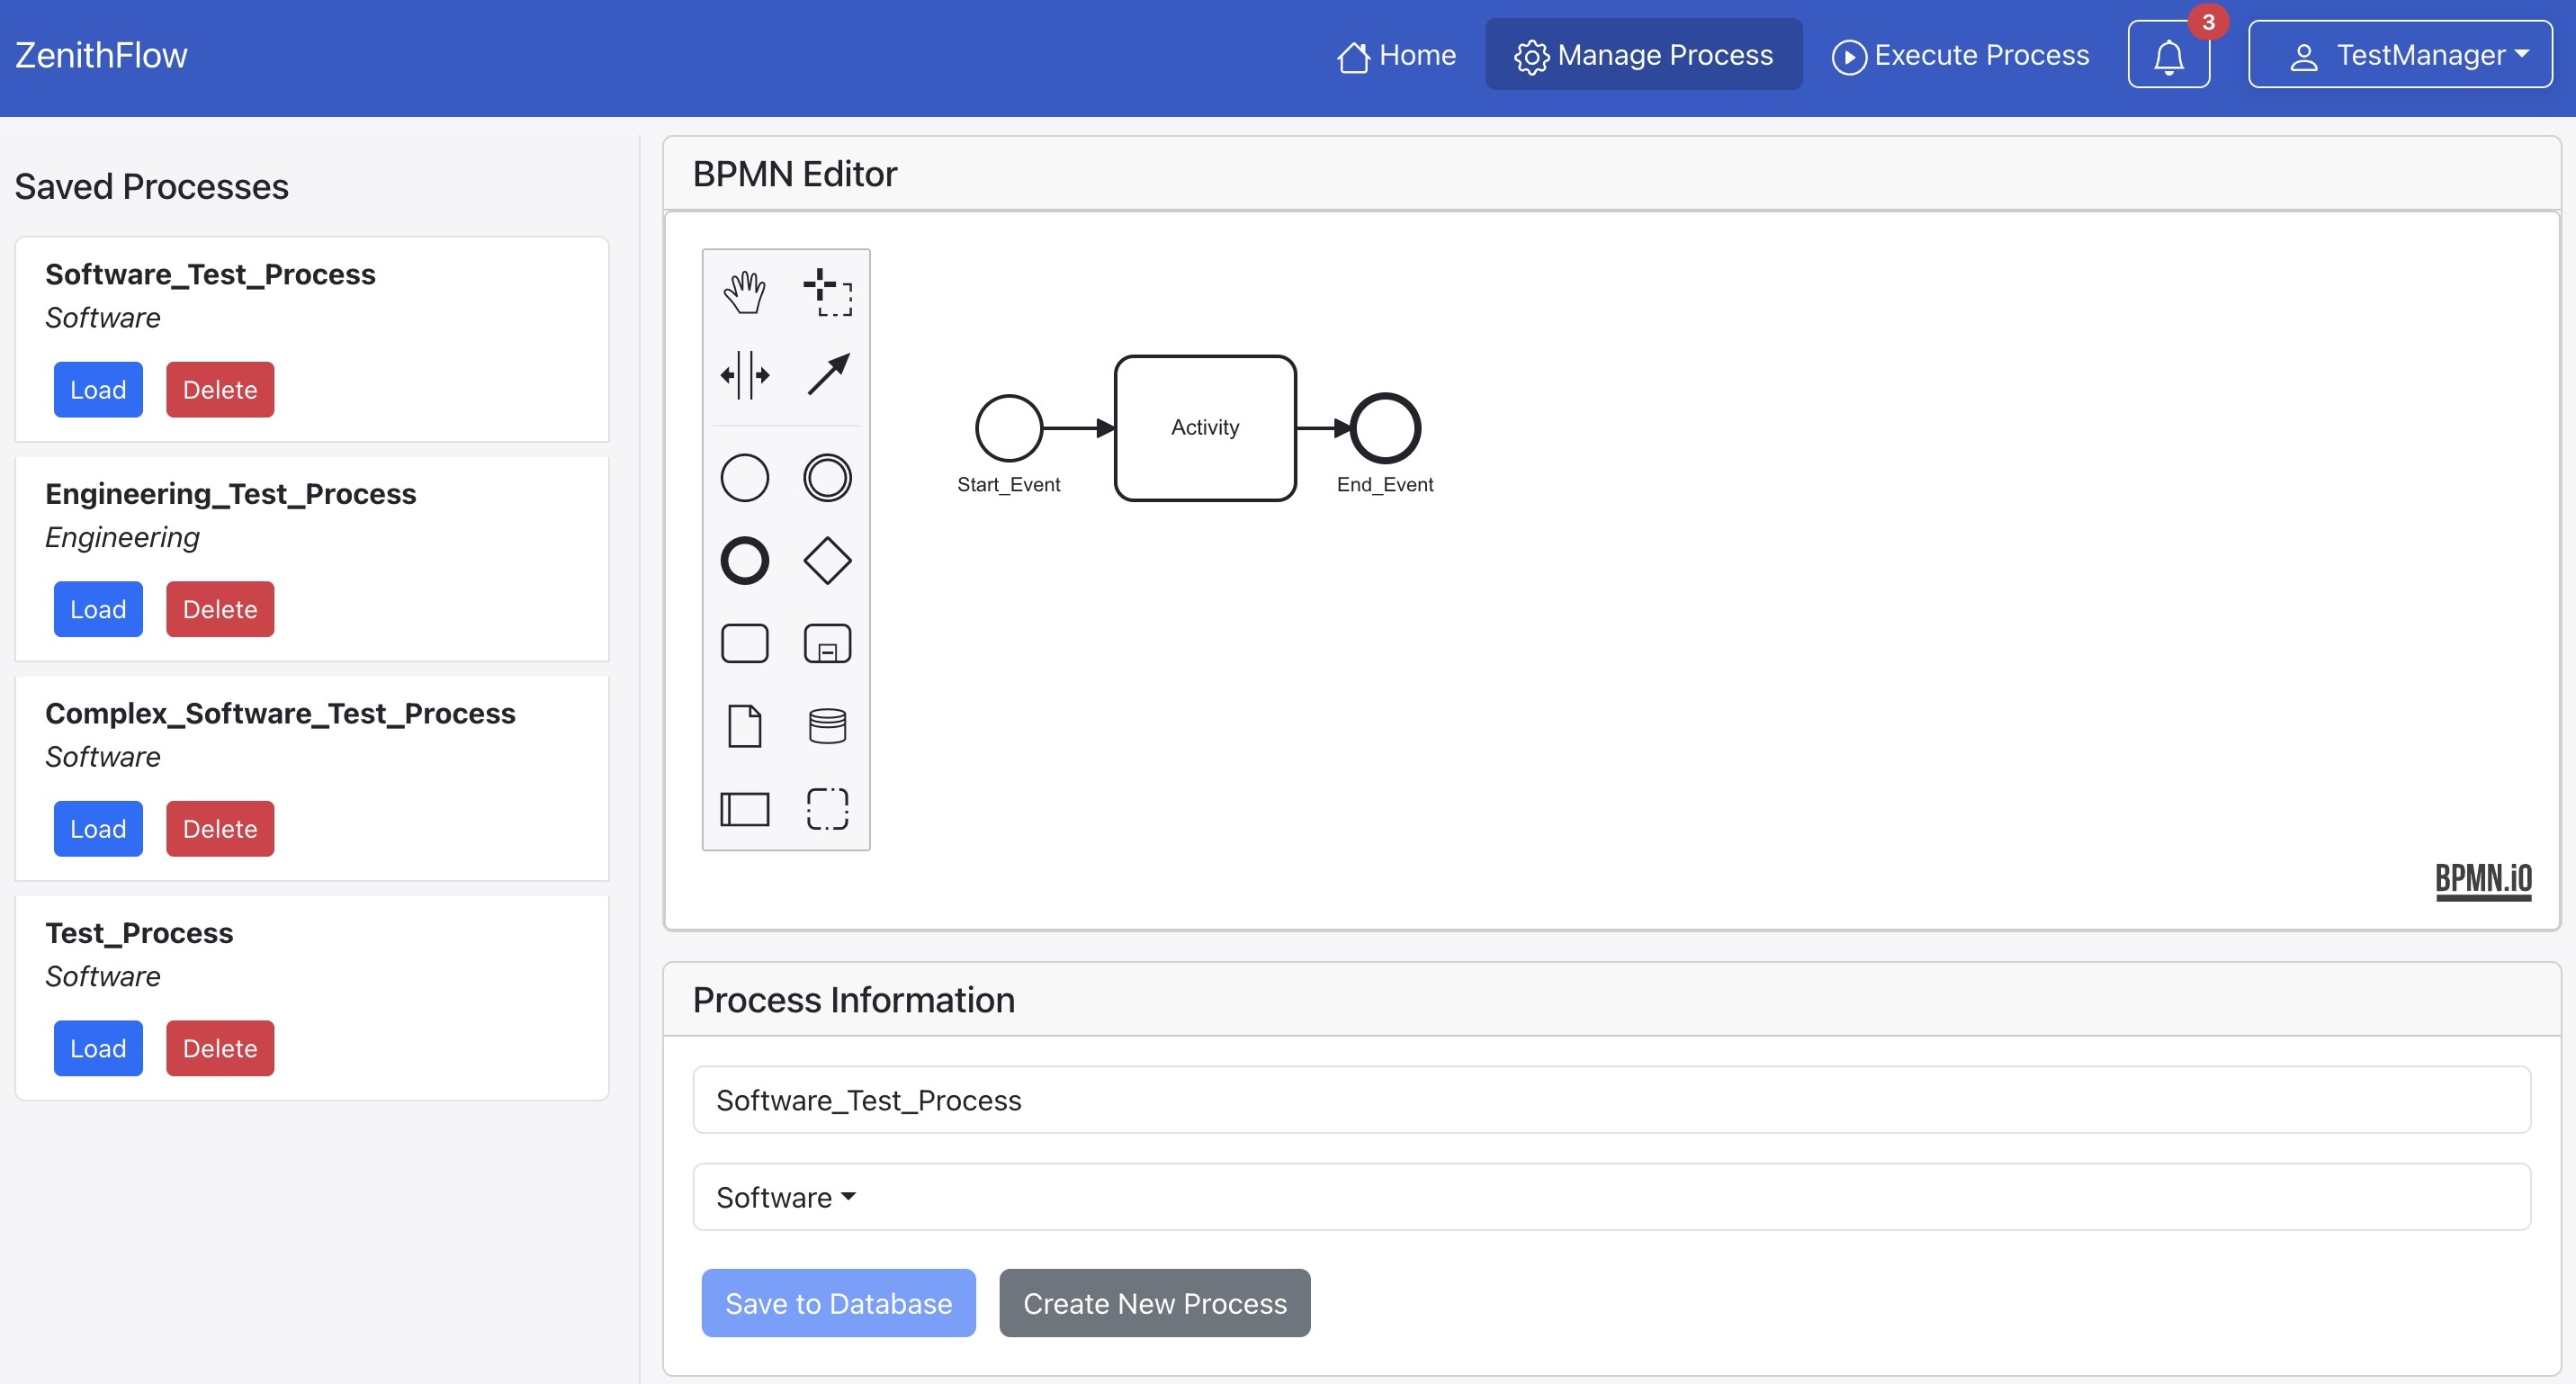 ZenithFlow
Home
Manage Process
Execute Process
3
TestManager
Saved Processes
Software_Test_Process
Software
Load
Delete
Engineering_Test_Process
Engineering
Load
Delete
Complex_Software_Test_Process
Software
Load
Delete
Test_Process
Software
Load
Delete
BPMN Editor
Activity
Start_Event
End_Event
BPMN.iO
Process Information
Software_Test_Process
Software
Save to Database
Create New Process